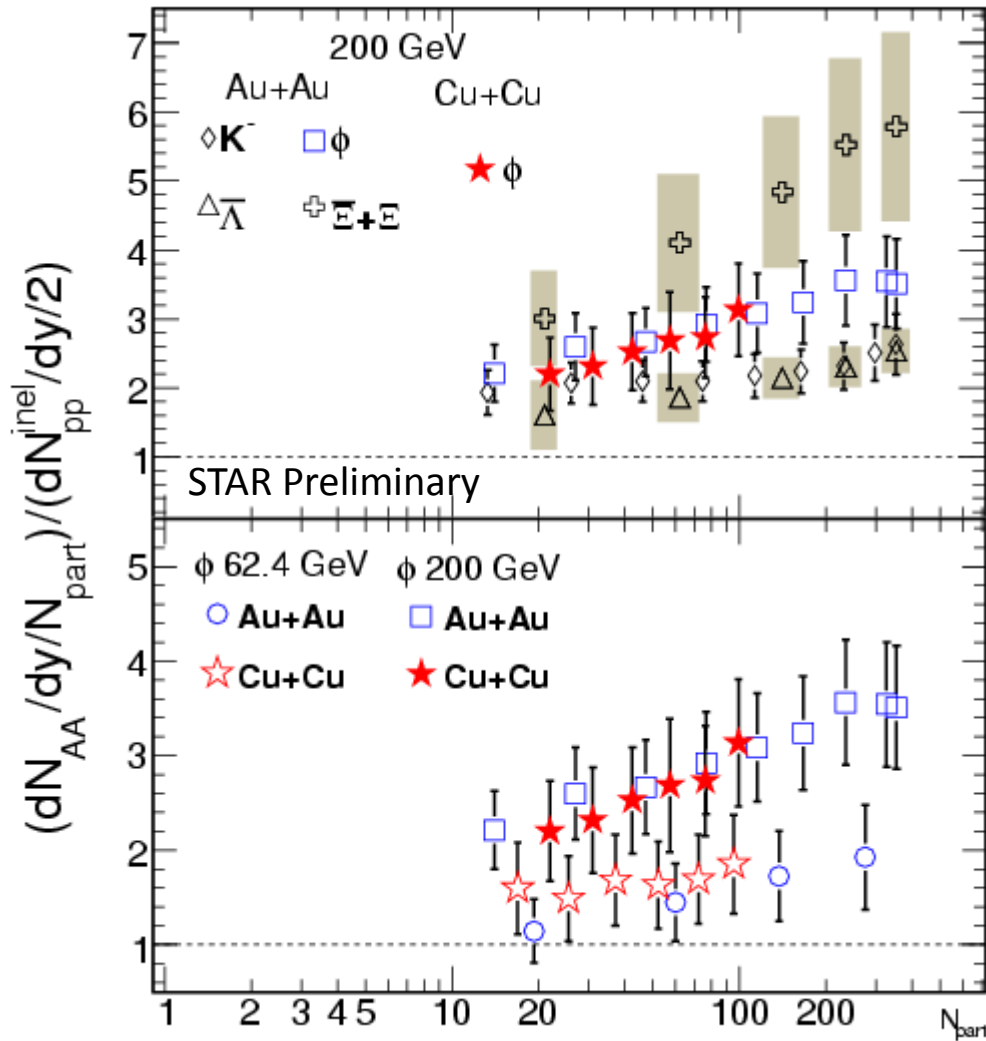 (dN_AA/dy/N_part)/(dN_pp^inel/dy/2)
200 GeV
Au+Au Cu+Cu
K^- ϕ ϕ
Λ̅ Ξ̅+Ξ
7
6
5
4
3
2
1
STAR Preliminary
ϕ 62.4 GeV ϕ 200 GeV
Au+Au Au+Au
Cu+Cu Cu+Cu
5
4
3
2
1
1 2 3 4 5 10 20 100 200 N_part